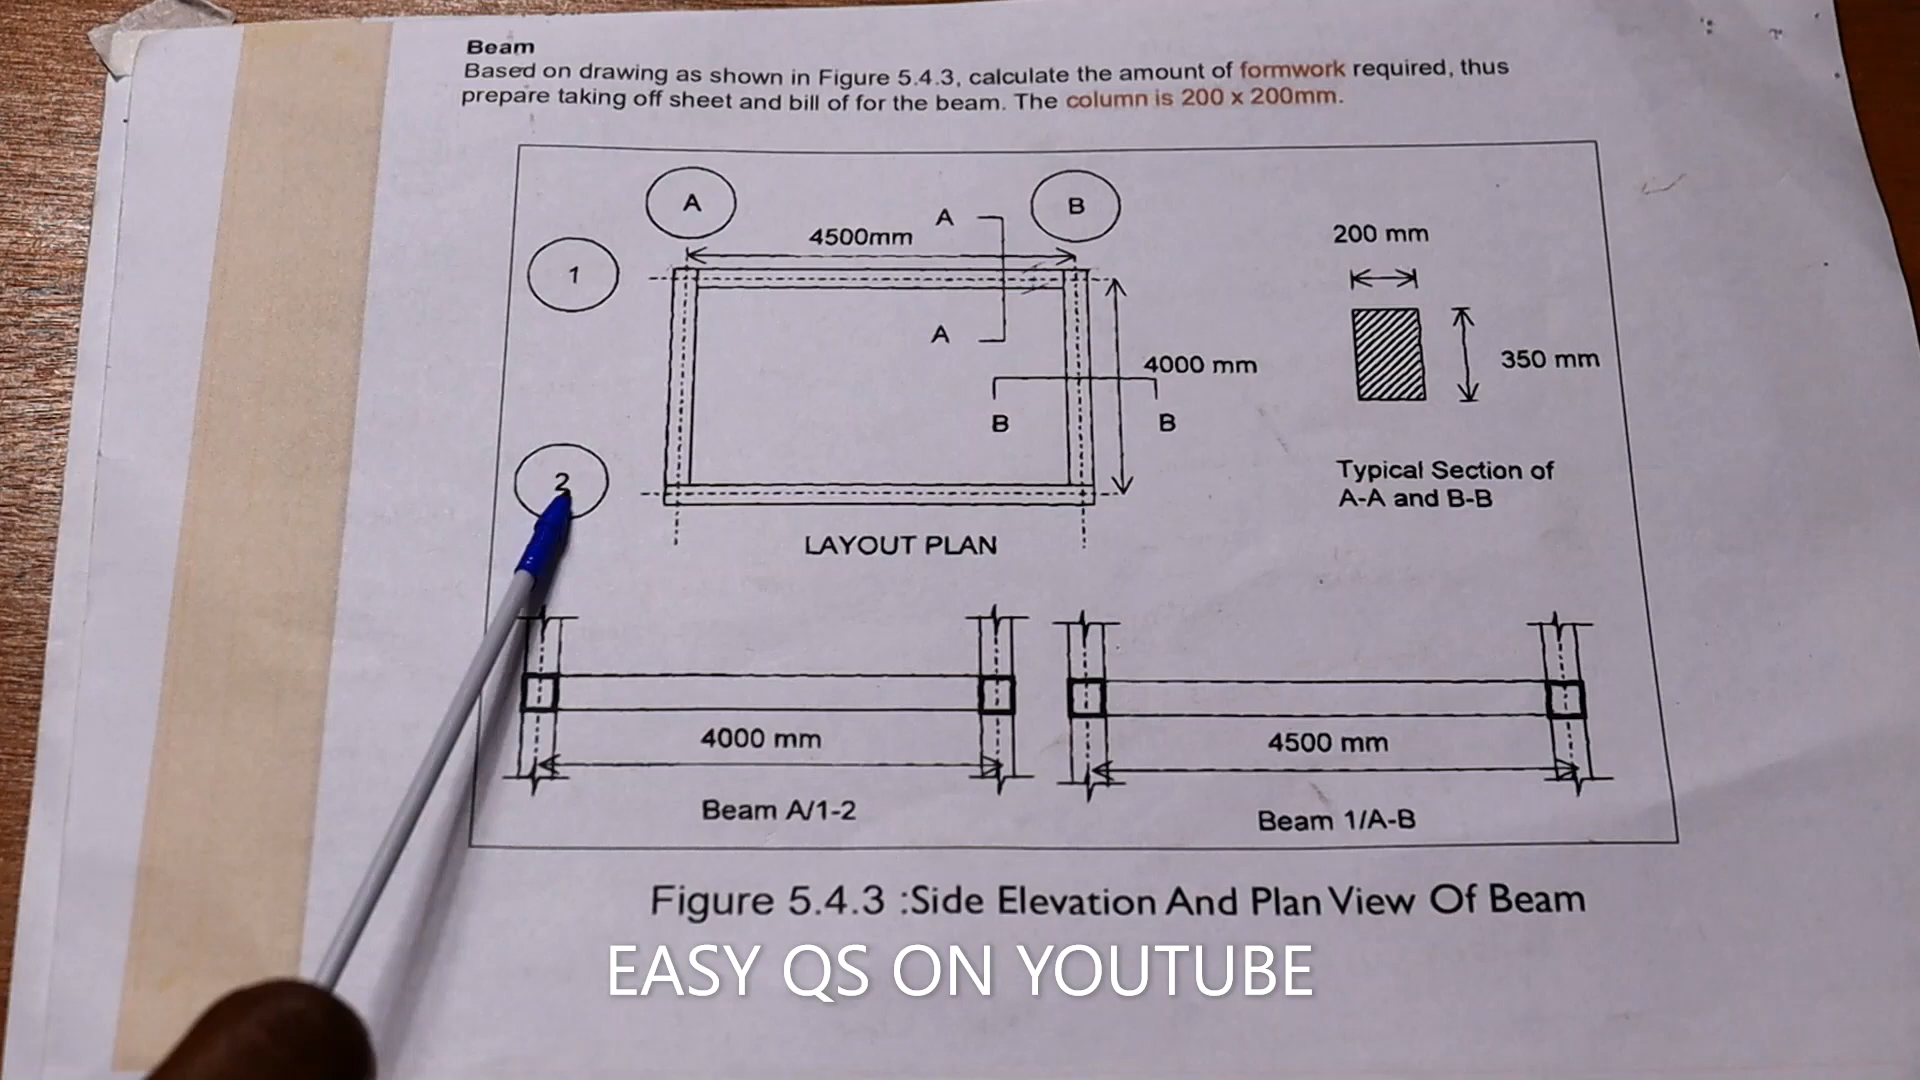 Beam
Based on drawing as shown in Figure 5.4.3, calculate the amount of formwork required, thus
prepare taking off sheet and bill of for the beam. The column is 200 x 200mm.
A
B
A
4500mm
200 mm
1
A
4000 mm
350 mm
B
B
2
Typical Section of
A-A and B-B
LAYOUT PLAN
4000 mm
4500 mm
Beam A/1-2
Beam 1/A-B
Figure 5.4.3 :Side Elevation And Plan View Of Beam
EASY QS ON YOUTUBE